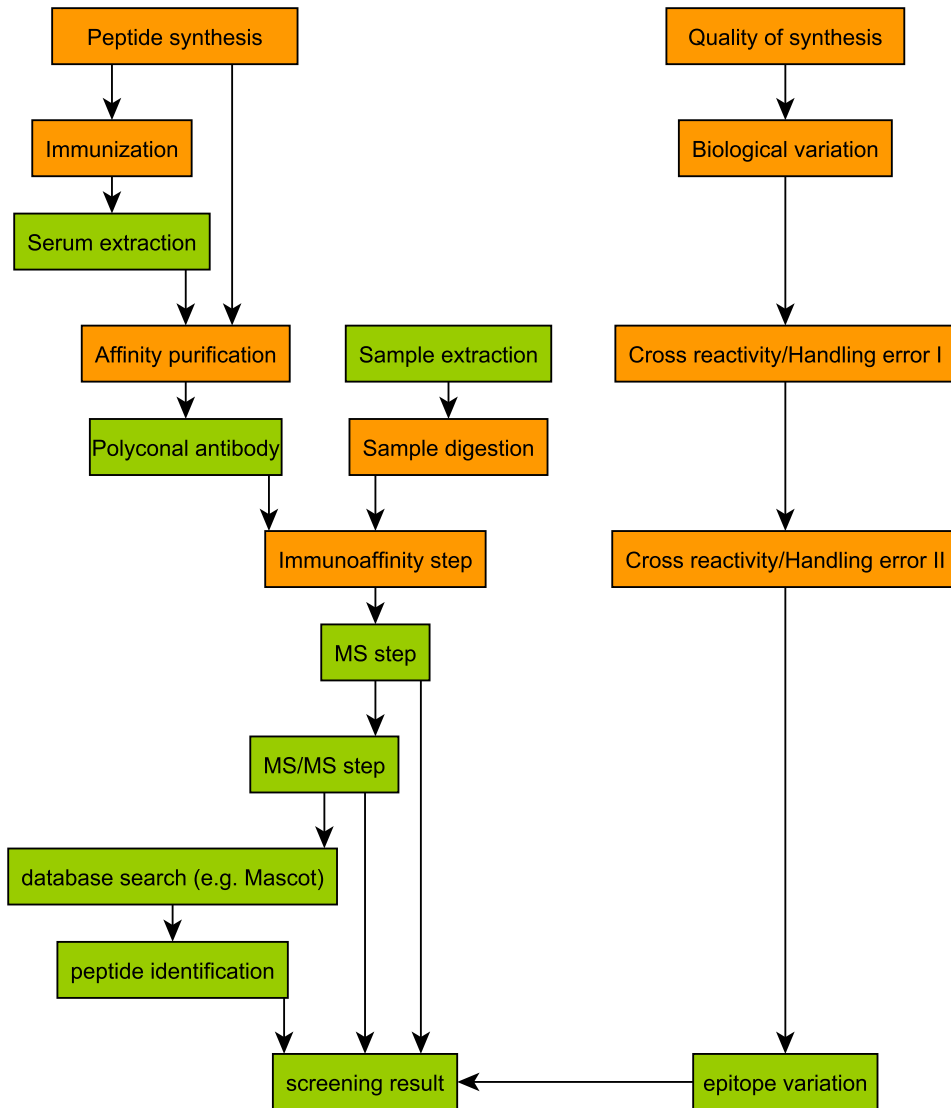 Peptide synthesis
Quality of synthesis
Immunization
Biological variation
Serum extraction
Affinity purification
Sample extraction
Cross reactivity/Handling error I
Polyconal antibody
Sample digestion
Immunoaffinity step
Cross reactivity/Handling error II
MS step
MS/MS step
database search (e.g. Mascot)
peptide identification
screening result
epitope variation